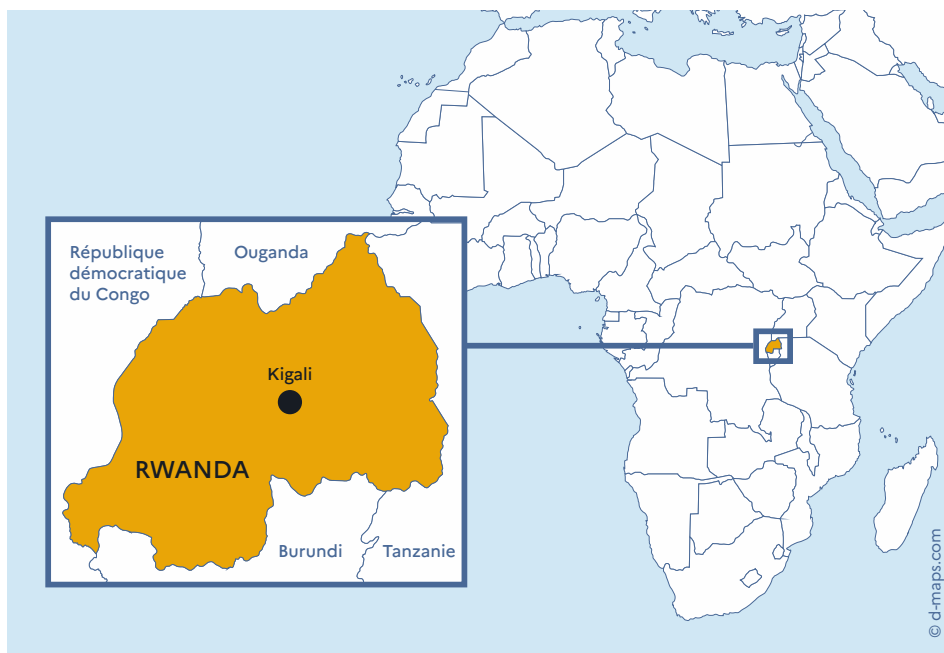 République
démocratique
du Congo
Ouganda
Kigali
RWANDA
Burundi
Tanzanie
© d-maps.com